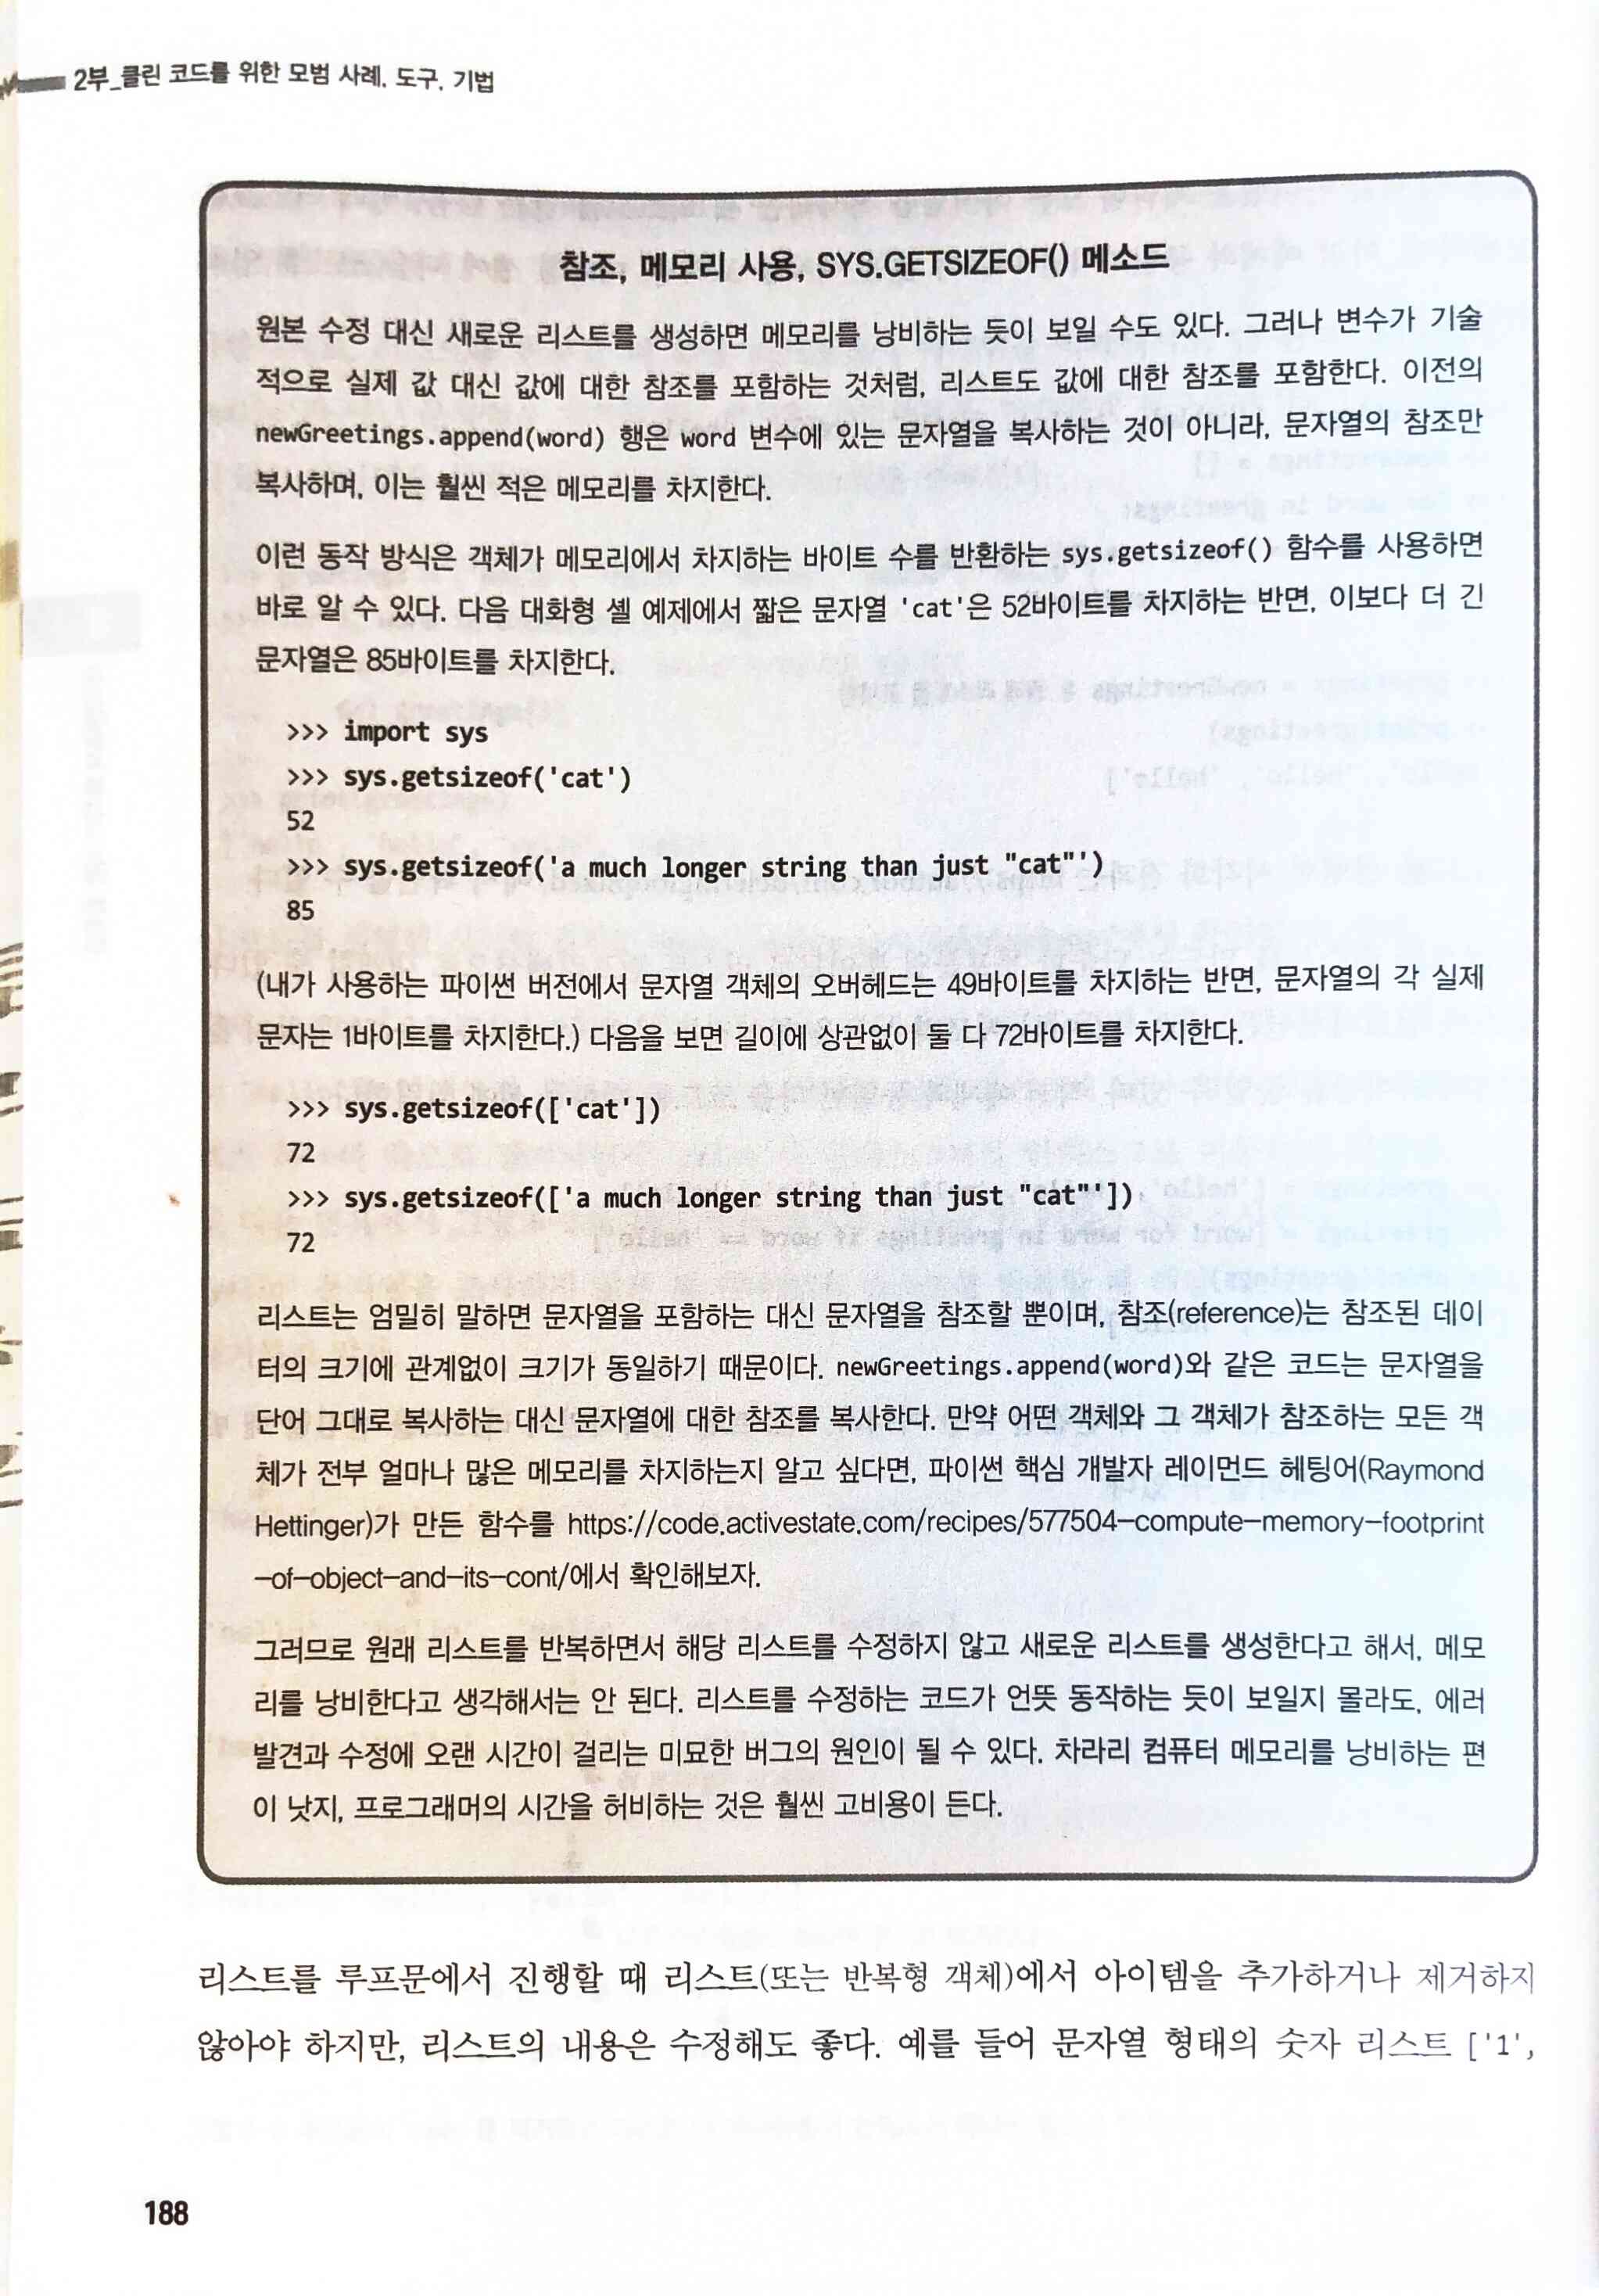 2부_클린 코드를 위한 모범 사례, 도구, 기법
참조, 메모리 사용, SYS.GETSIZEOF() 메소드
원본 수정 대신 새로운 리스트를 생성하면 메모리를 낭비하는 듯이 보일 수도 있다. 그러나 변수가 기술
적으로 실제 값 대신 값에 대한 참조를 포함하는 것처럼, 리스트도 값에 대한 참조를 포함한다. 이전의
newGreetings.append(word) 행은 word 변수에 있는 문자열을 복사하는 것이 아니라, 문자열의 참조만
복사하며, 이는 훨씬 적은 메모리를 차지한다.
이런 동작 방식은 객체가 메모리에서 차지하는 바이트 수를 반환하는 sys.getsizeof() 함수를 사용하면
바로 알 수 있다. 다음 대화형 셸 예제에서 짧은 문자열 'cat'은 52바이트를 차지하는 반면, 이보다 더 긴
문자열은 85바이트를 차지한다.
>>> import sys
>>> sys.getsizeof('cat')
52
>>> sys.getsizeof('a much longer string than just "cat"')
85
(내가 사용하는 파이썬 버전에서 문자열 객체의 오버헤드는 49바이트를 차지하는 반면, 문자열의 각 실제
문자는 1바이트를 차지한다.) 다음을 보면 길이에 상관없이 둘 다 72바이트를 차지한다.
>>> sys.getsizeof(['cat'])
72
>>> sys.getsizeof(['a much longer string than just "cat"'])
72
리스트는 엄밀히 말하면 문자열을 포함하는 대신 문자열을 참조할 뿐이며, 참조(reference)는 참조된 데이
터의 크기에 관계없이 크기가 동일하기 때문이다. newGreetings.append(word)와 같은 코드는 문자열을
단어 그대로 복사하는 대신 문자열에 대한 참조를 복사한다. 만약 어떤 객체와 그 객체가 참조하는 모든 객
체가 전부 얼마나 많은 메모리를 차지하는지 알고 싶다면, 파이썬 핵심 개발자 레이먼드 헤팅어(Raymond
Hettinger)가 만든 함수를 https://code.activestate.com/recipes/577504-compute-memory-footprint
-of-object-and-its-cont/에서 확인해보자.
그러므로 원래 리스트를 반복하면서 해당 리스트를 수정하지 않고 새로운 리스트를 생성한다고 해서, 메모
리를 낭비한다고 생각해서는 안 된다. 리스트를 수정하는 코드가 언뜻 동작하는 듯이 보일지 몰라도, 에러
발견과 수정에 오랜 시간이 걸리는 미묘한 버그의 원인이 될 수 있다. 차라리 컴퓨터 메모리를 낭비하는 편
이 낫지, 프로그래머의 시간을 허비하는 것은 훨씬 고비용이 든다.
리스트를 루프문에서 진행할 때 리스트(또는 반복형 객체)에서 아이템을 추가하거나 제거하지
않아야 하지만, 리스트의 내용은 수정해도 좋다. 예를 들어 문자열 형태의 숫자 리스트 ['1',
188